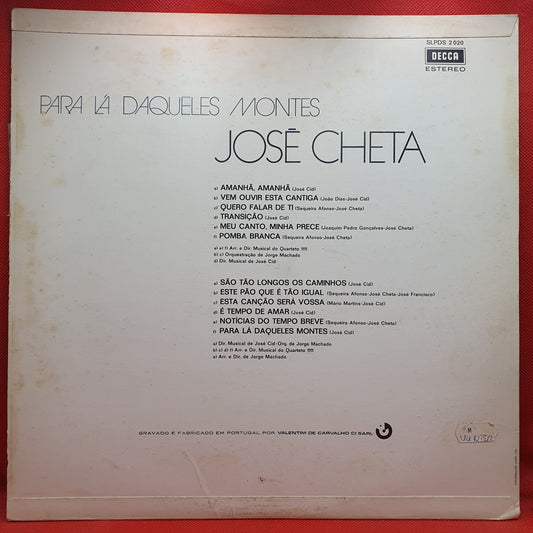 SLPDS 2 020
DECCA
ESTEREO
PARA LÁ DAQUELES MONTES
JOSÉ CHETA
a) AMANHÃ, AMANHÃ (José Cid)
b) VEM OUVIR ESTA CANTIGA (João Dias-José Cid)
c) QUERO FALAR DE TI (Sequeira Afonso-José Cheta)
d) TRANSIÇÃO (José Cid)
e) MEU CANTO, MINHA PRECE (Joaquim Pedro Gonçalves-José Cheta)
f) POMBA BRANCA (Sequeira Afonso-José Cheta)
a) e) f) Arr. e Dir. Musical do Quarteto 1111
b) c) Orquestração de Jorge Machado
d) Dir. Musical de José Cid
a) SÃO TÃO LONGOS OS CAMINHOS (José Cid)
b) ESTE PÃO QUE É TÃO IGUAL (Sequeira Afonso-José Cheta-José Francisco)
c) ESTA CANÇÃO SERÁ VOSSA (Mário Martins-José Cid)
d) É TEMPO DE AMAR (José Cid)
e) NOTÍCIAS DO TEMPO BREVE (Sequeira Afonso-José Cheta)
f) PARA LÁ DAQUELES MONTES (José Cid)
a) Dir. Musical de José Cid-Orq. de Jorge Machado
b) c) d) f) Arr. e Dir. Musical do Quarteto 1111
e) Arr. e Dir. de Jorge Machado
GRAVADO E FABRICADO EM PORTUGAL POR VALENTIM DE CARVALHO CI SARL